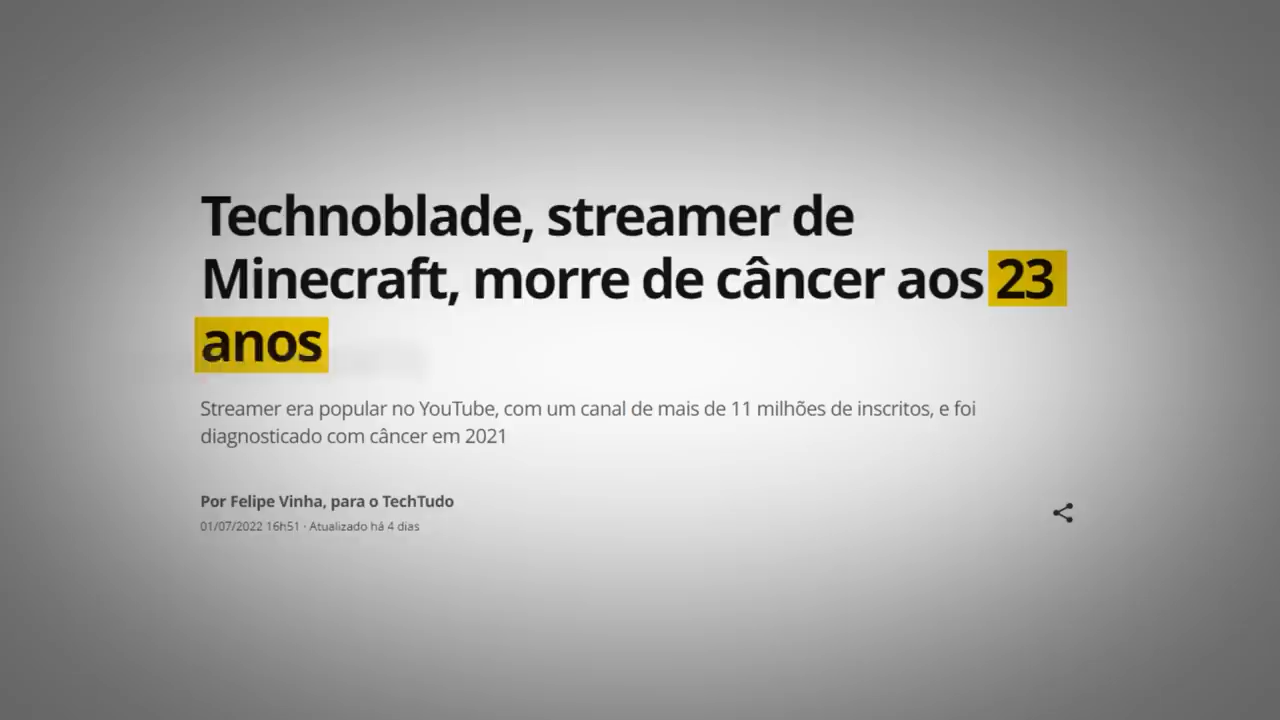 Technoblade, streamer de
Minecraft, morre de câncer aos 23
anos
Streamer era popular no YouTube, com um canal de mais de 11 milhões de inscritos, e foi
diagnosticado com câncer em 2021
Por Felipe Vinha, para o TechTudo
01/07/2022 16h51 · Atualizado há 4 dias